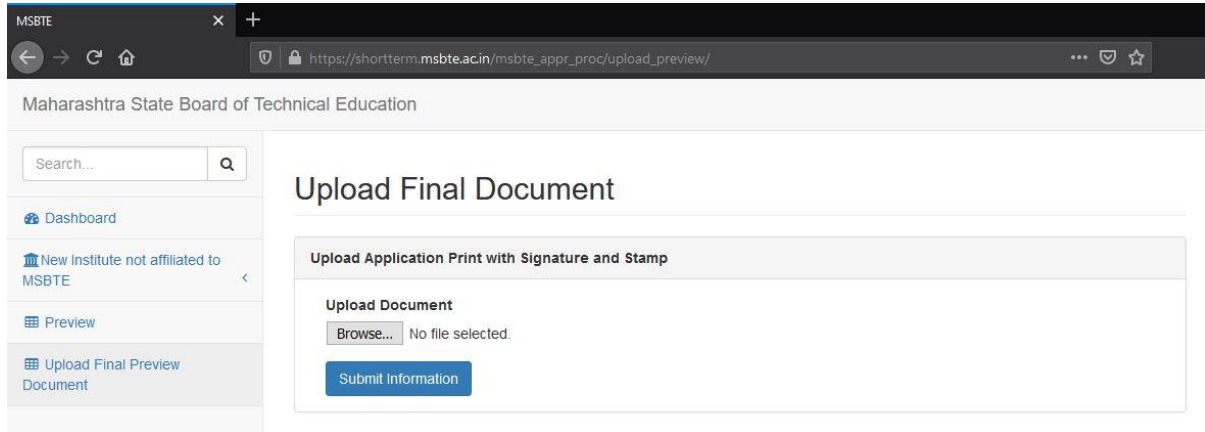 MSBTE
https://shortterm.msbte.ac.in/msbte_appr_proc/upload_preview/
Maharashtra State Board of Technical Education
Search...
Dashboard
New Institute not affiliated to
MSBTE
Preview
Upload Final Preview
Document
Upload Final Document
Upload Application Print with Signature and Stamp
Upload Document
Browse... No file selected.
Submit Information